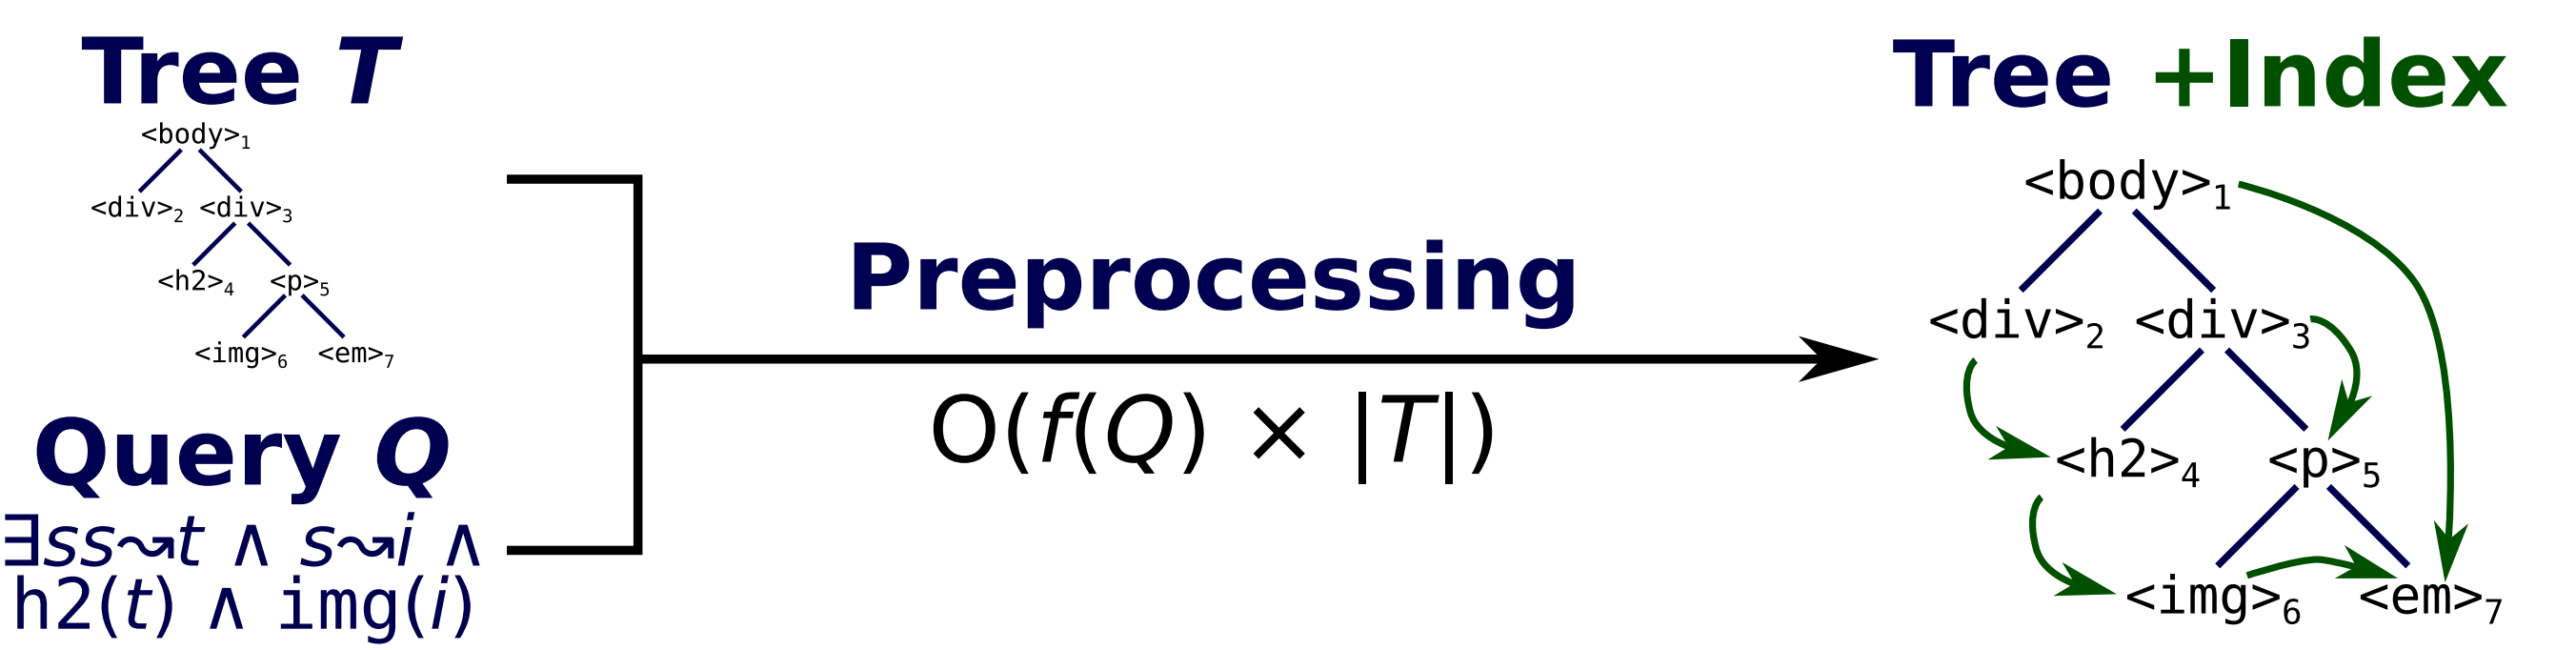 Tree T
<body>1
<div>2 <div>3
<h2>4 <p>5
<img>6 <em>7
Query Q
∃ss⇝t ∧ s⇝i ∧
h2(t) ∧ img(i)
Preprocessing
O(f(Q) × |T|)
Tree +Index
<body>1
<div>2 <div>3
<h2>4 <p>5
<img>6 <em>7